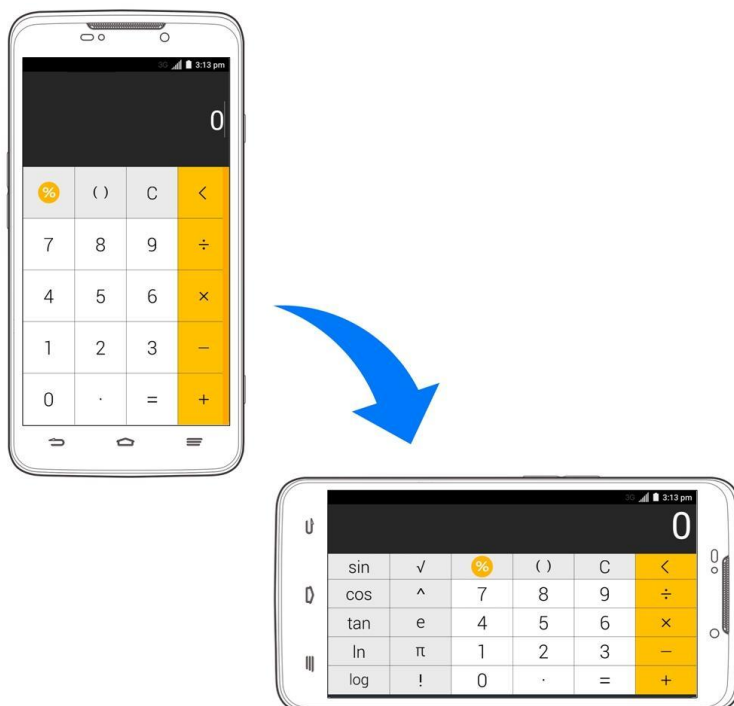 3G 3:13 pm
0
% ( ) C <
7 8 9 ÷
4 5 6 ×
1 2 3 −
0 · = +
3G 3:13 pm
0
sin √ % ( ) C <
cos ^ 7 8 9 ÷
tan e 4 5 6 ×
ln π 1 2 3 −
log ! 0 · = +